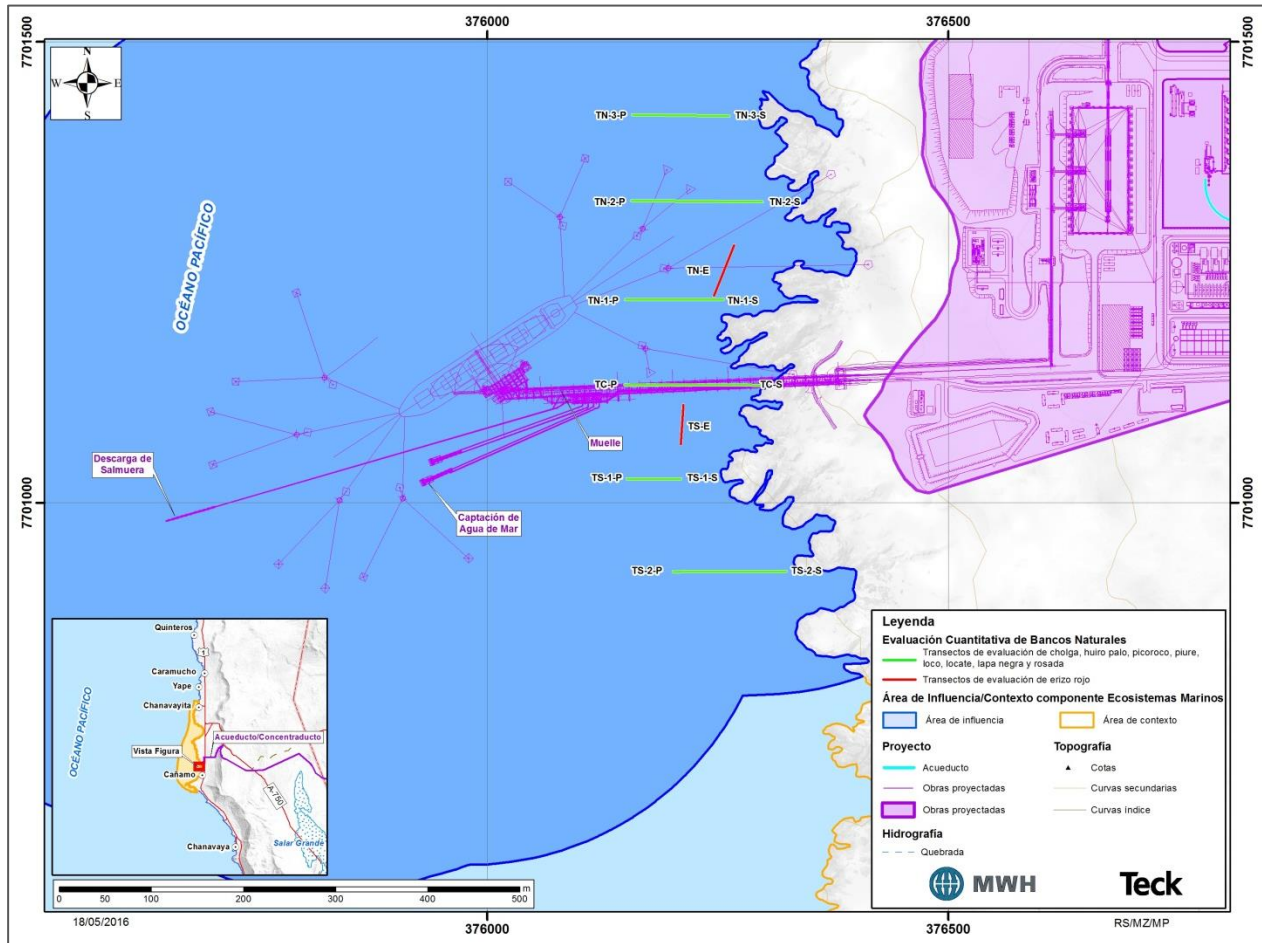 376000
376500
7701500
7701500
N
W
E
S
TN-3-P
TN-3-S
TN-2-P
TN-2-S
OCÉANO PACÍFICO
TN-E
TN-1-P
TN-1-S
TC-P
TC-S
TS-E
Muelle
Descarga de
Salmuera
TS-1-P
TS-1-S
7701000
7701000
Captación de
Agua de Mar
TS-2-P
TS-2-S
Quinteros
1
Caramucho
Yape
Chanavayita
OCÉANO PACÍFICO
Acueducto/Concentraducto
Vista Figura
Cáñamo
A-750
Salar Grande
Chanavaya
m
0 50 100 200 300 400 500
Leyenda
Evaluación Cuantitativa de Bancos Naturales
Transectos de evaluación de cholga, huiro palo, picoroco, piure,
loco, locate, lapa negra y rosada
Transectos de evaluación de erizo rojo
Área de Influencia/Contexto componente Ecosistemas Marinos
Área de influencia
Área de contexto
Proyecto
Topografía
Acueducto
Cotas
Obras proyectadas
Curvas secundarias
Obras proyectadas
Curvas índice
Hidrografía
Quebrada
MWH
Teck
18/05/2016
376000
376500
RS/MZ/MP